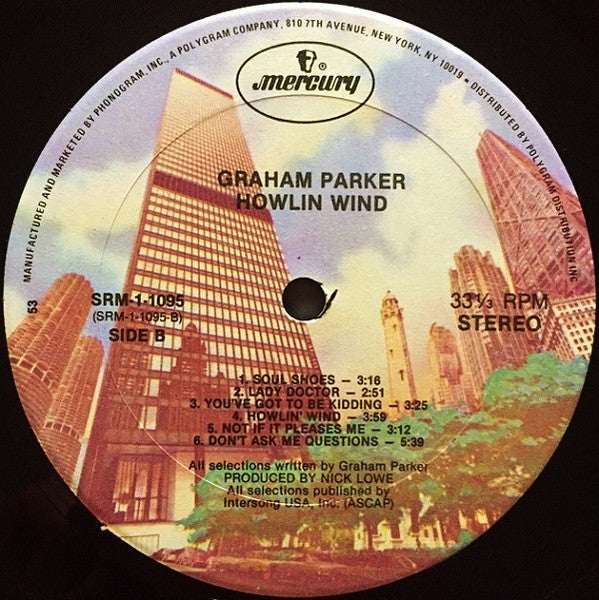 MANUFACTURED AND MARKETED BY PHONOGRAM, INC., A POLYGRAM COMPANY, 810 7TH AVENUE, NEW YORK, NY 10019 • DISTRIBUTED BY POLYGRAM DISTRIBUTION INC
®
mercury
GRAHAM PARKER
HOWLIN WIND
53
SRM-1-1095
(SRM-1-1095-B)
SIDE B
33⅓ RPM
STEREO
1. SOUL SHOES — 3:16
2. LADY DOCTOR — 2:51
3. YOU'VE GOT TO BE KIDDING — 3:25
4. HOWLIN' WIND — 3:59
5. NOT IF IT PLEASES ME — 3:12
6. DON'T ASK ME QUESTIONS — 5:39
All selections written by Graham Parker
PRODUCED BY NICK LOWE
All selections published by
Intersong USA, Inc. (ASCAP)